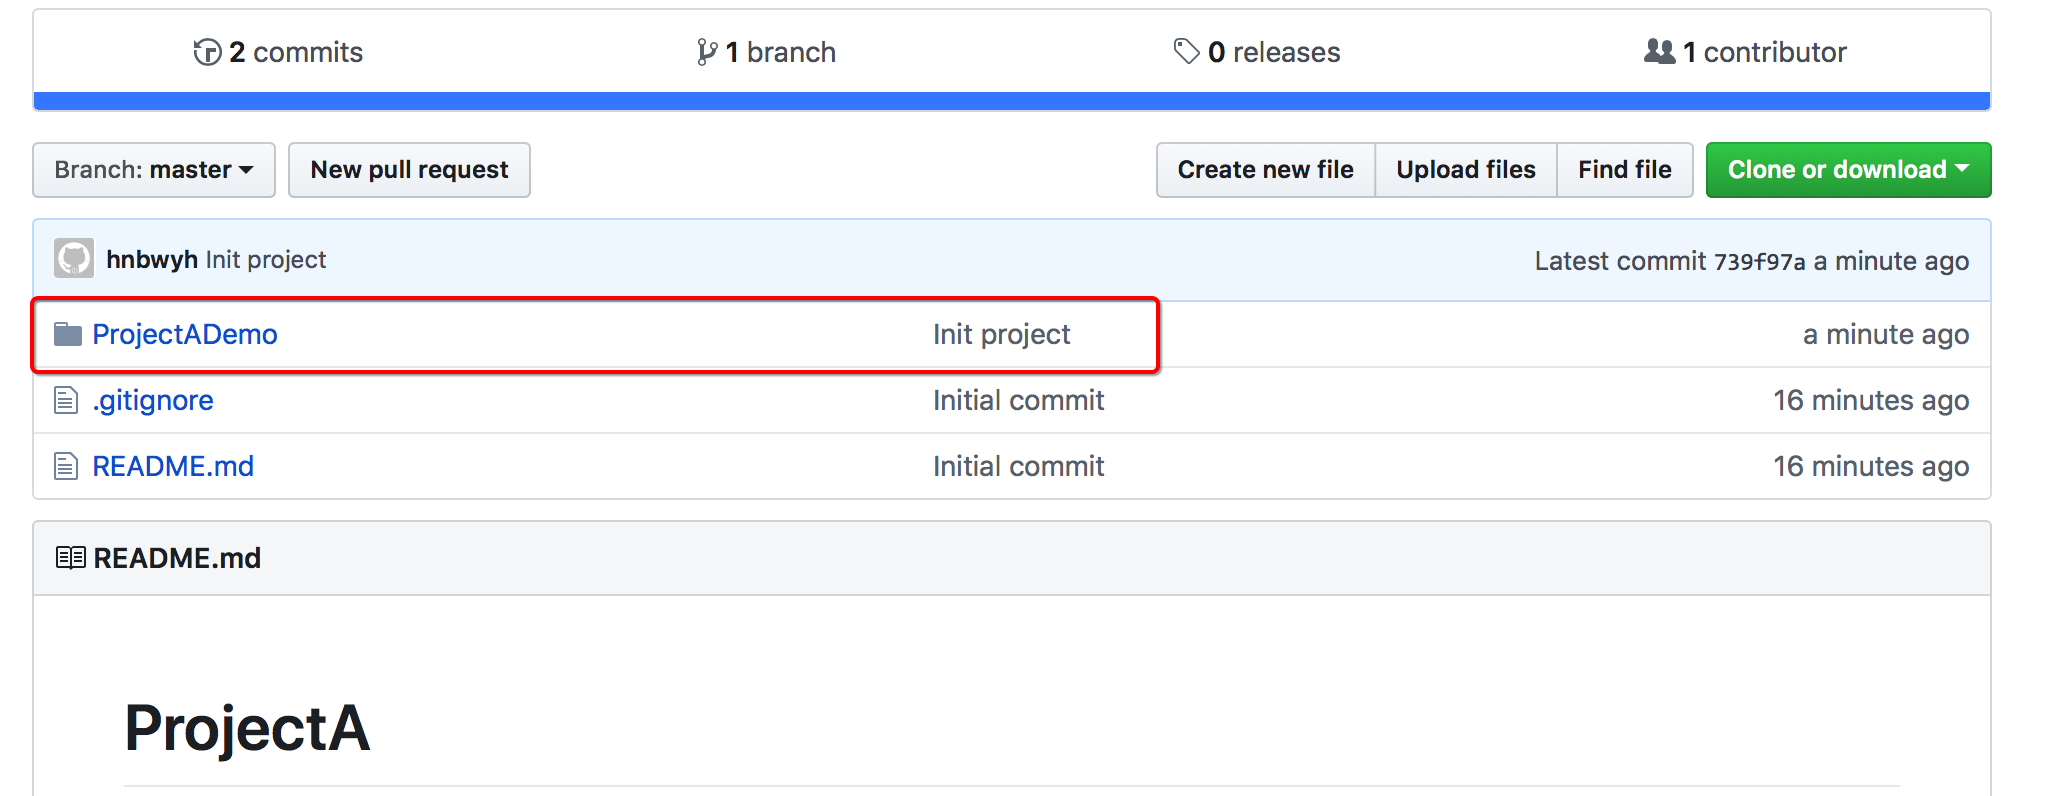 2 commits 1 branch 0 releases 1 contributor
Branch: master New pull request Create new file Upload files Find file Clone or download
hnbwyh Init project Latest commit 739f97a a minute ago
ProjectADemo Init project a minute ago
.gitignore Initial commit 16 minutes ago
README.md Initial commit 16 minutes ago
README.md
ProjectA